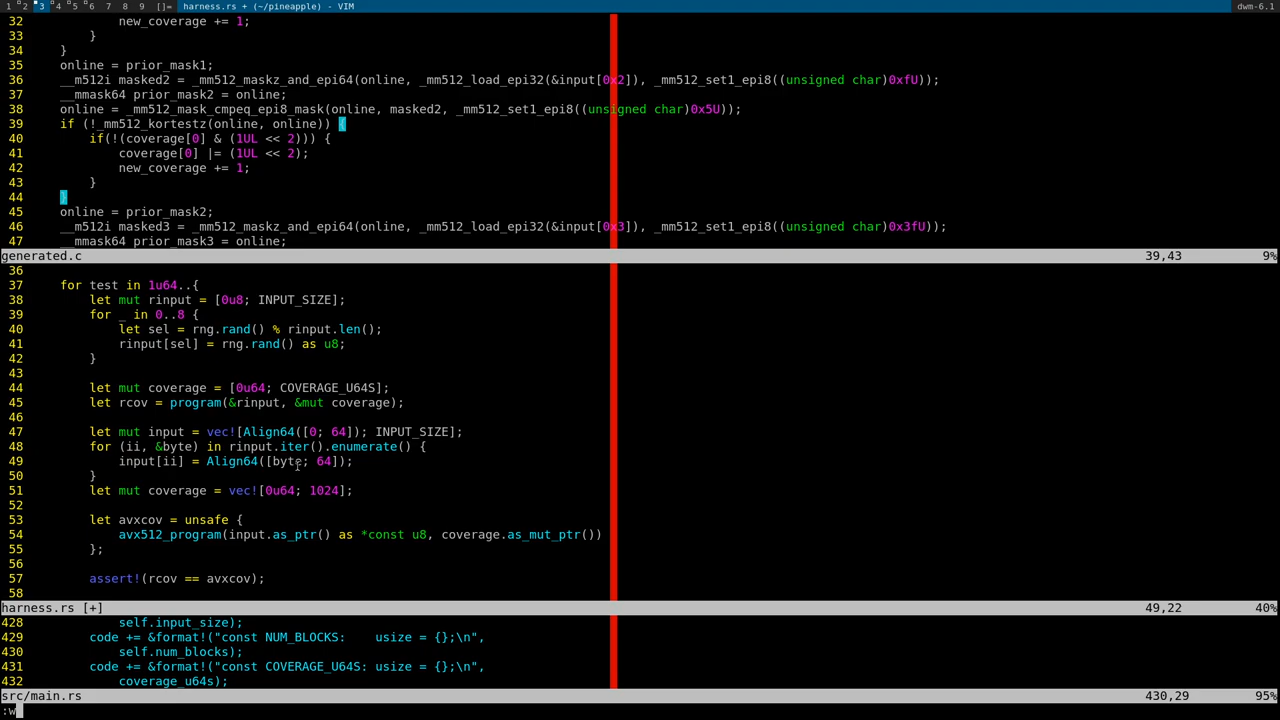 1 2 3 4 5 6 7 8 9 []= harness.rs + (~/pineapple) - VIM dwm-6.1
32             new_coverage += 1;
33         }
34     }
35     online = prior_mask1;
36     __m512i masked2 = _mm512_maskz_and_epi64(online, _mm512_load_epi32(&input[0x2]), _mm512_set1_epi8((unsigned char)0xfU));
37     __mmask64 prior_mask2 = online;
38     online = _mm512_mask_cmpeq_epi8_mask(online, masked2, _mm512_set1_epi8((unsigned char)0x5U));
39     if (!_mm512_kortestz(online, online)) {
40         if(!(coverage[0] & (1UL << 2))) {
41             coverage[0] |= (1UL << 2);
42             new_coverage += 1;
43         }
44     }
45     online = prior_mask2;
46     __m512i masked3 = _mm512_maskz_and_epi64(online, _mm512_load_epi32(&input[0x3]), _mm512_set1_epi8((unsigned char)0x3fU));
47     __mmask64 prior_mask3 = online;
generated.c 39,43 9%
36
37     for test in 1u64..{
38         let mut rinput = [0u8; INPUT_SIZE];
39         for _ in 0..8 {
40             let sel = rng.rand() % rinput.len();
41             rinput[sel] = rng.rand() as u8;
42         }
43
44         let mut coverage = [0u64; COVERAGE_U64S];
45         let rcov = program(&rinput, &mut coverage);
46
47         let mut input = vec![Align64([0; 64]); INPUT_SIZE];
48         for (ii, &byte) in rinput.iter().enumerate() {
49             input[ii] = Align64([byte; 64]);
50         }
51         let mut coverage = vec![0u64; 1024];
52
53         let avxcov = unsafe {
54             avx512_program(input.as_ptr() as *const u8, coverage.as_mut_ptr())
55         };
56
57         assert!(rcov == avxcov);
58
harness.rs [+] 49,22 40%
428             self.input_size);
429         code += &format!("const NUM_BLOCKS:    usize = {};\n",
430             self.num_blocks);
431         code += &format!("const COVERAGE_U64S: usize = {};\n",
432             coverage_u64s);
src/main.rs 430,29 95%
:w